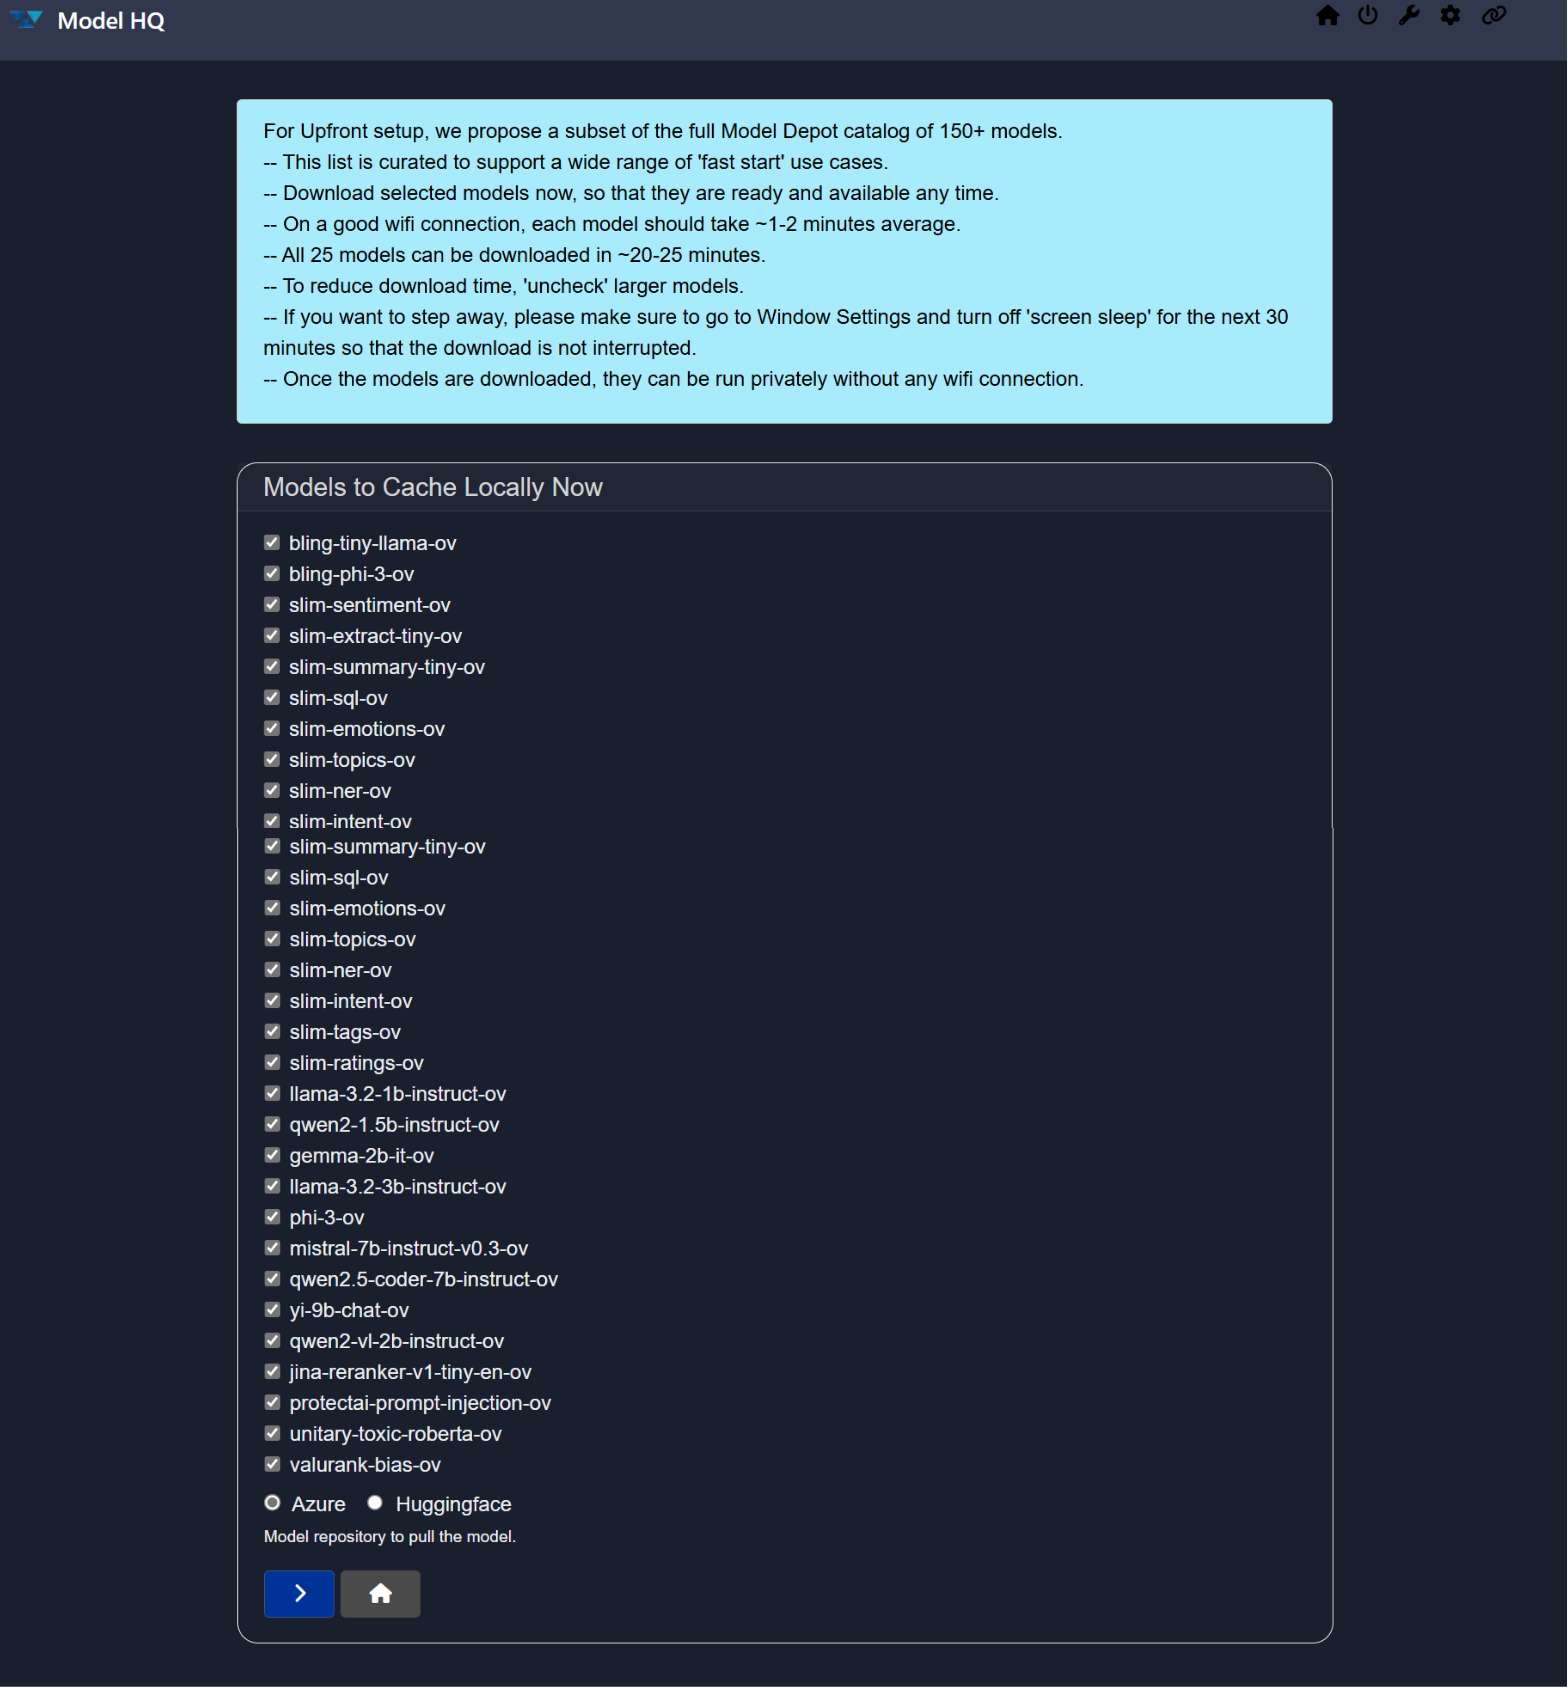 Model HQ
For Upfront setup, we propose a subset of the full Model Depot catalog of 150+ models.
-- This list is curated to support a wide range of 'fast start' use cases.
-- Download selected models now, so that they are ready and available any time.
-- On a good wifi connection, each model should take ~1-2 minutes average.
-- All 25 models can be downloaded in ~20-25 minutes.
-- To reduce download time, 'uncheck' larger models.
-- If you want to step away, please make sure to go to Window Settings and turn off 'screen sleep' for the next 30
minutes so that the download is not interrupted.
-- Once the models are downloaded, they can be run privately without any wifi connection.
Models to Cache Locally Now
bling-tiny-llama-ov
bling-phi-3-ov
slim-sentiment-ov
slim-extract-tiny-ov
slim-summary-tiny-ov
slim-sql-ov
slim-emotions-ov
slim-topics-ov
slim-ner-ov
slim-intent-ov
slim-summary-tiny-ov
slim-sql-ov
slim-emotions-ov
slim-topics-ov
slim-ner-ov
slim-intent-ov
slim-tags-ov
slim-ratings-ov
llama-3.2-1b-instruct-ov
qwen2-1.5b-instruct-ov
gemma-2b-it-ov
llama-3.2-3b-instruct-ov
phi-3-ov
mistral-7b-instruct-v0.3-ov
qwen2.5-coder-7b-instruct-ov
yi-9b-chat-ov
qwen2-vl-2b-instruct-ov
jina-reranker-v1-tiny-en-ov
protectai-prompt-injection-ov
unitary-toxic-roberta-ov
valurank-bias-ov
Azure Huggingface
Model repository to pull the model.